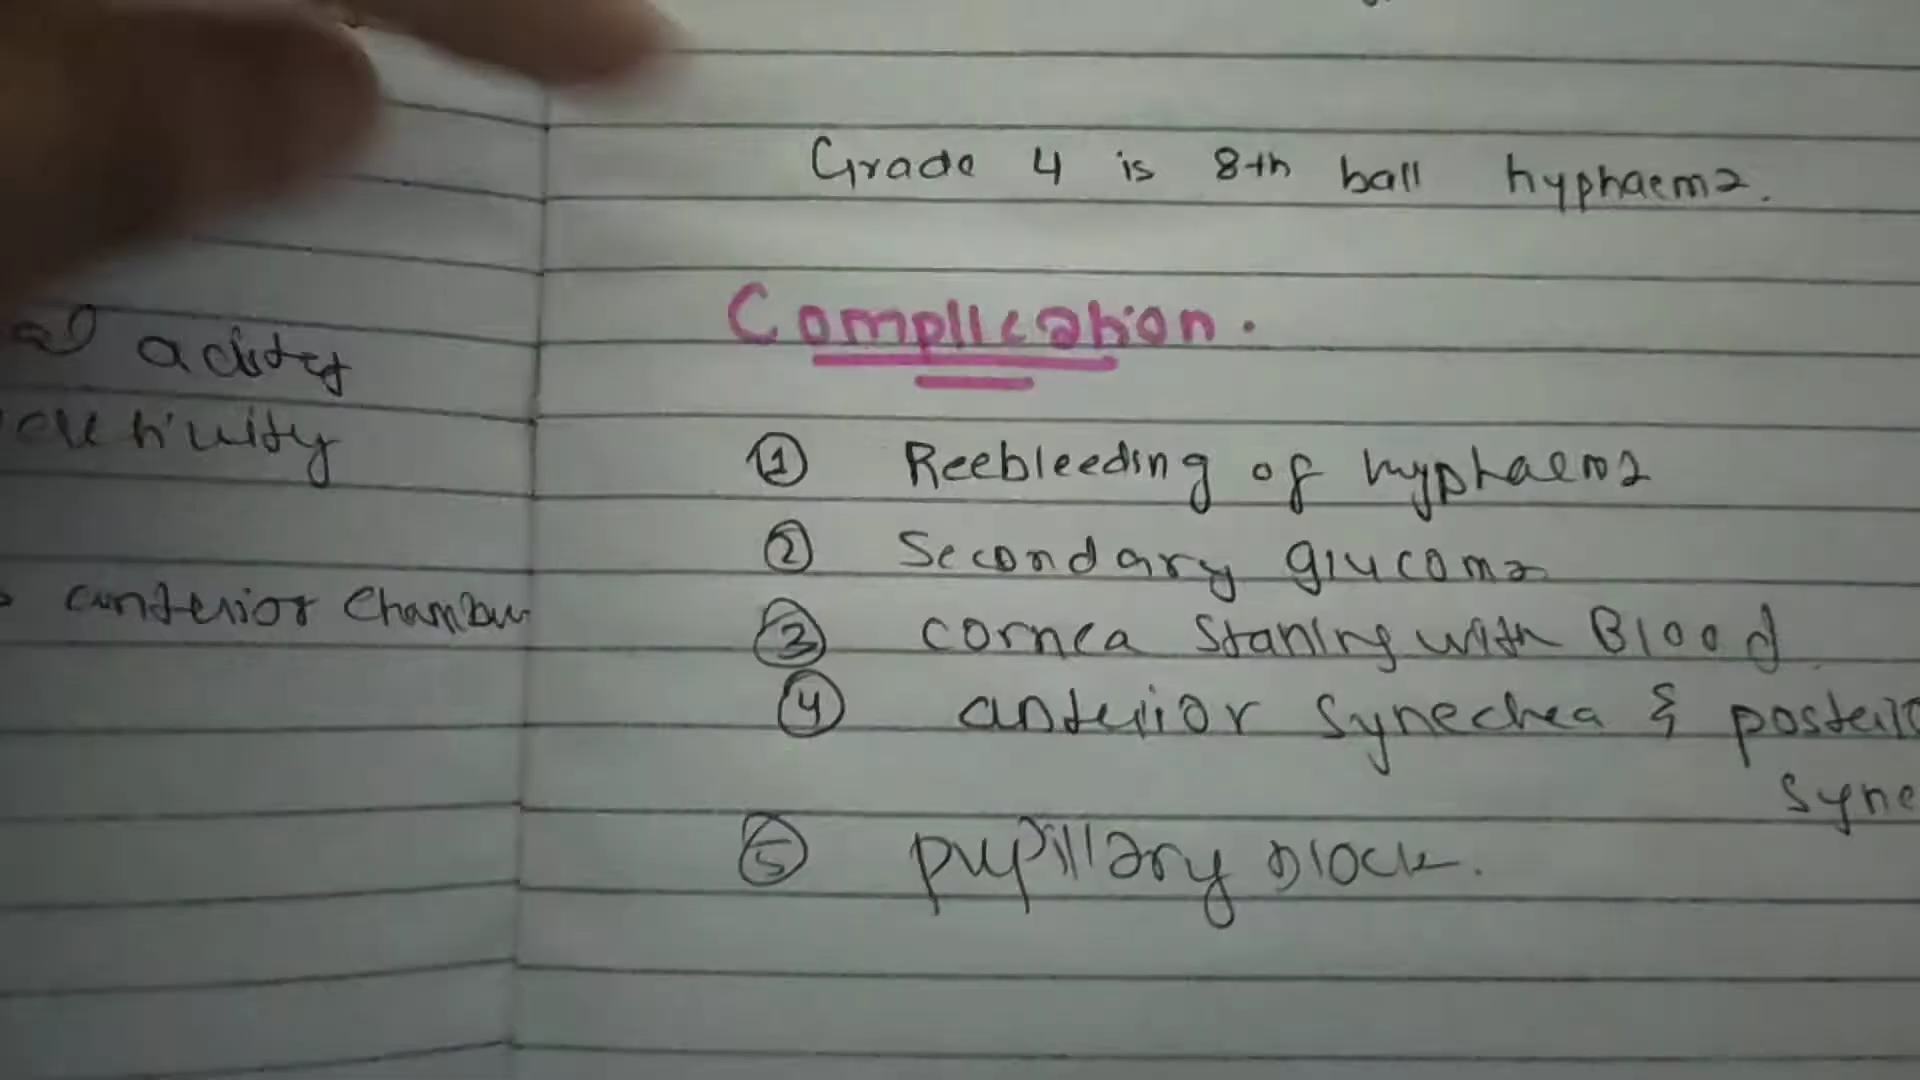 Grade 4 is 8th ball hyphaema.
Complication.
① Reebleeding of hyphaema
② Secondary glucoma
③ cornea Staning with Blood
④ anterior Synechea & posterio
Syne
⑤ pupillary block.
acuity
anterior Chamber